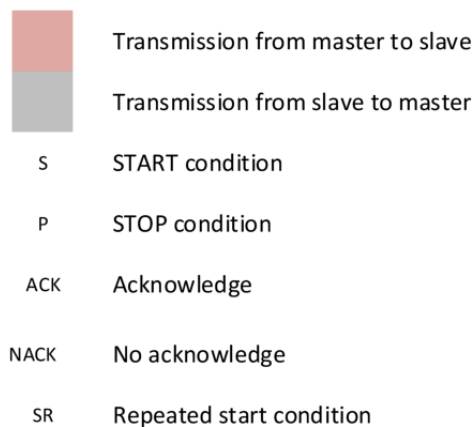 Transmission from master to slave
Transmission from slave to master
S START condition
P STOP condition
ACK Acknowledge
NACK No acknowledge
SR Repeated start condition